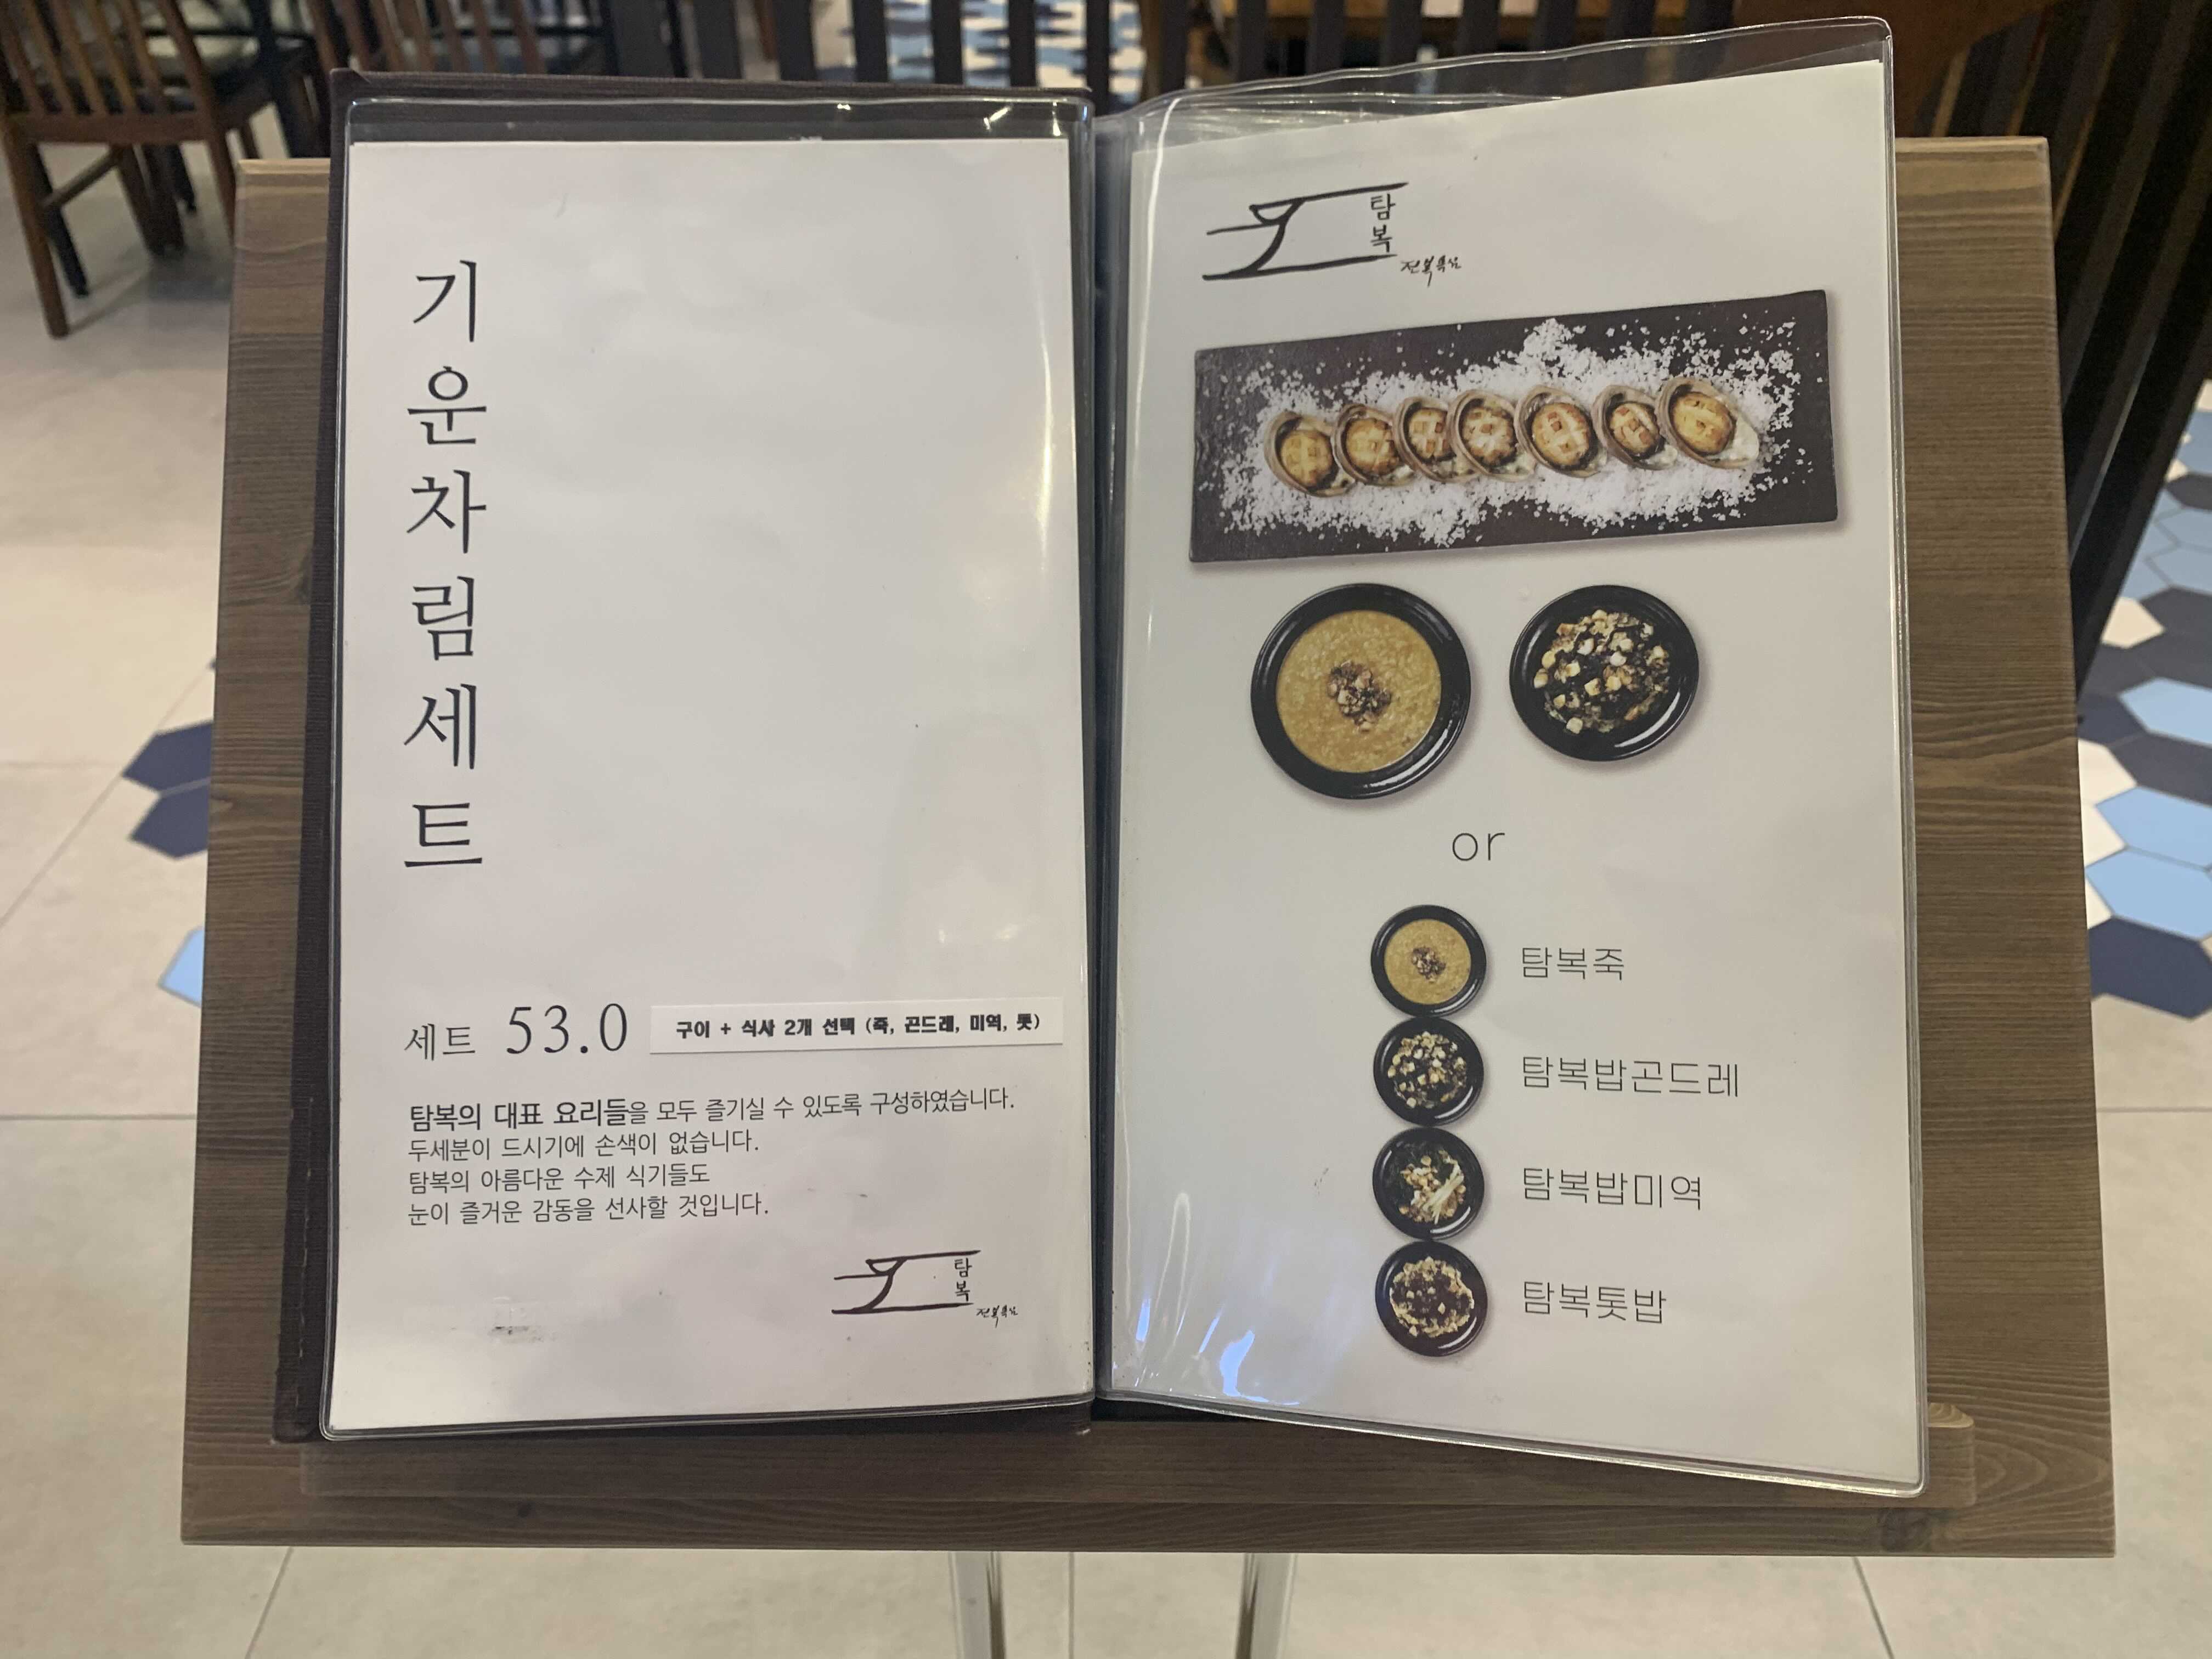 기운차림세트
세트 53.0 구이 + 식사 2개 선택 (죽, 곤드레, 미역, 톳)
탐복의 대표 요리들을 모두 즐기실 수 있도록 구성하였습니다.
두세분이 드시기에 손색이 없습니다.
탐복의 아름다운 수제 식기들도
눈이 즐거운 감동을 선사할 것입니다.
탐복
탐복
or
탐복죽
탐복밥곤드레
탐복밥미역
탐복톳밥